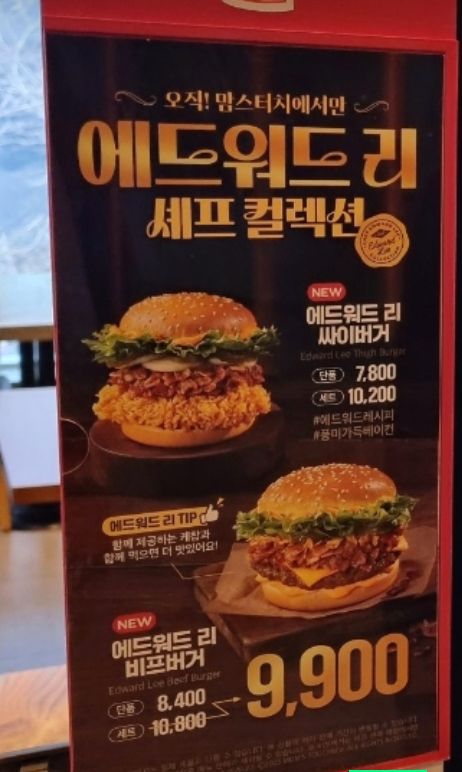 오직! 맘스터치에서만
에드워드 리
셰프 컬렉션
Edward Lee
NEW
에드워드 리
싸이버거
Edward Lee Thigh Burger
단품 7,800
세트 10,200
#에드워드레시피
#풍미가득베이컨
에드워드 리 TIP
함께 제공하는 케찹과
함께 먹으면 더 맛있어요!
NEW
에드워드 리
비프버거
Edward Lee Beef Burger
단품 8,400
세트 10,800
9,900